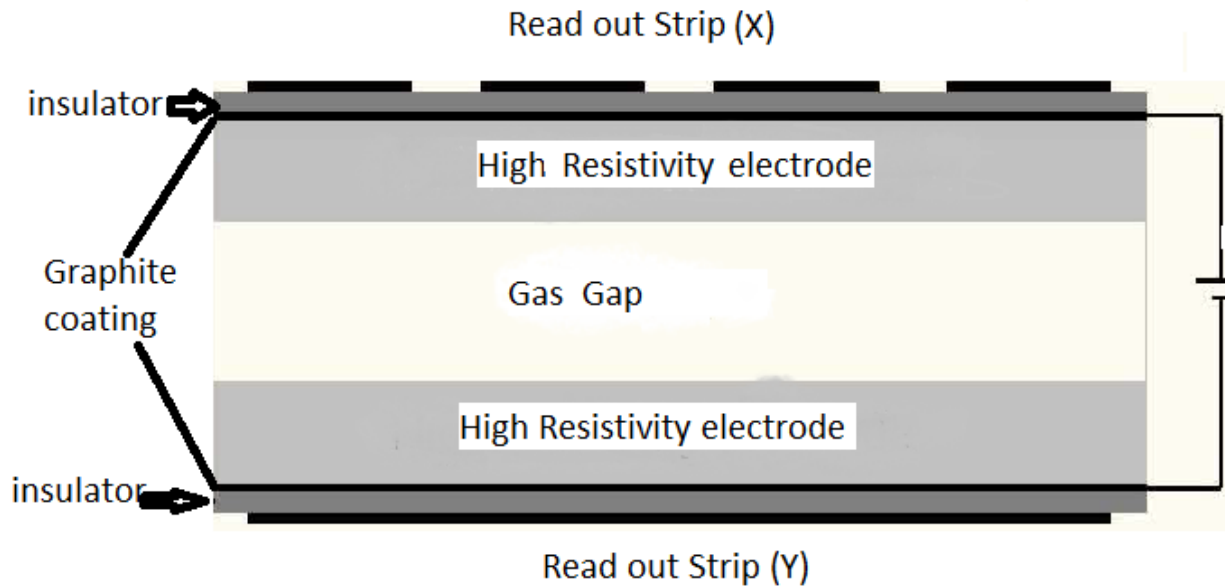 Read out Strip (X)
insulator
High Resistivity electrode
Graphite
coating
Gas Gap
High Resistivity electrode
insulator
Read out Strip (Y)